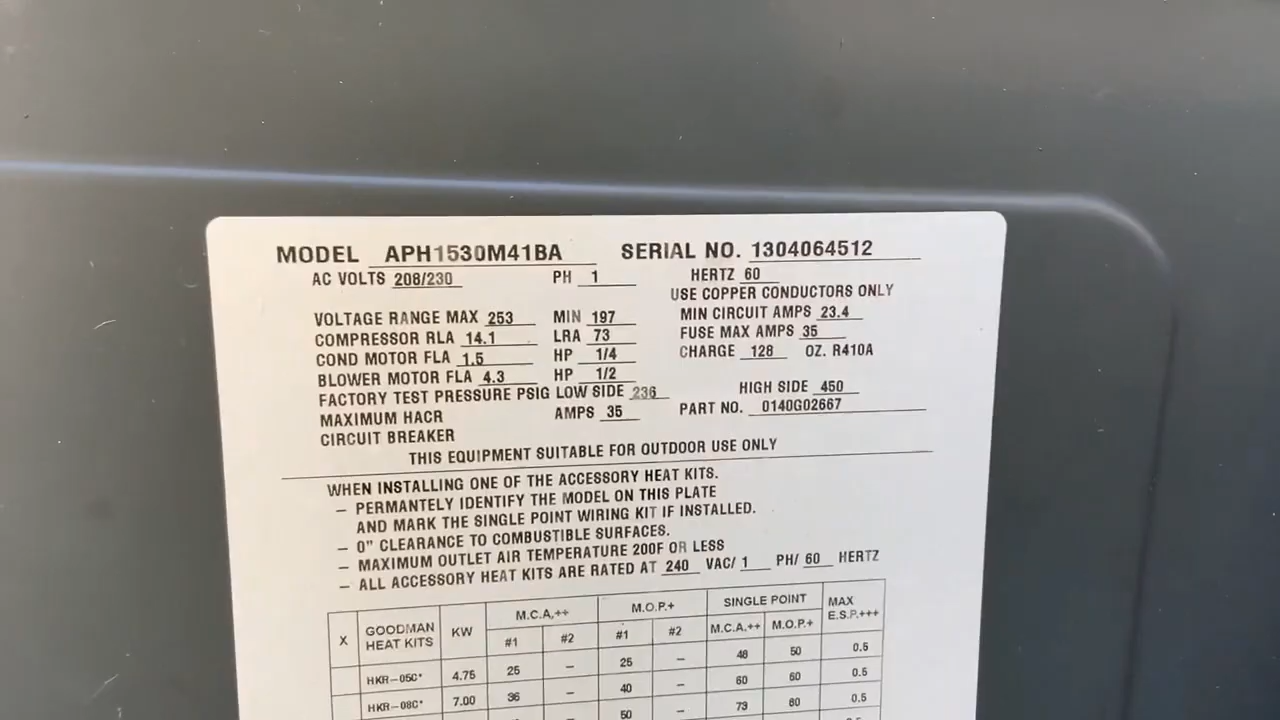 MODEL APH1530M41BA SERIAL NO. 1304064512
AC VOLTS 208/230 PH 1 HERTZ 60
USE COPPER CONDUCTORS ONLY
VOLTAGE RANGE MAX 253 MIN 197 MIN CIRCUIT AMPS 23.4
COMPRESSOR RLA 14.1 LRA 73 FUSE MAX AMPS 35
COND MOTOR FLA 1.5 HP 1/4 CHARGE 128 OZ. R410A
BLOWER MOTOR FLA 4.3 HP 1/2
FACTORY TEST PRESSURE PSIG LOW SIDE 236 HIGH SIDE 450
MAXIMUM HACR AMPS 35 PART NO. 0140G02667
CIRCUIT BREAKER
THIS EQUIPMENT SUITABLE FOR OUTDOOR USE ONLY
WHEN INSTALLING ONE OF THE ACCESSORY HEAT KITS.
– PERMANTELY IDENTIFY THE MODEL ON THIS PLATE
AND MARK THE SINGLE POINT WIRING KIT IF INSTALLED.
– 0" CLEARANCE TO COMBUSTIBLE SURFACES.
– MAXIMUM OUTLET AIR TEMPERATURE 200F OR LESS
– ALL ACCESSORY HEAT KITS ARE RATED AT 240 VAC/ 1 PH/ 60 HERTZ
X GOODMAN HEAT KITS KW M.C.A,++ M.O.P.+ SINGLE POINT MAX E.S.P.+++
#1 #2 #1 #2 M.C.A.++ M.O.P.+
HKR–05C* 4.75 25 – 25 – 48 50 0.5
HKR–08C* 7.00 36 – 40 – 60 60 0.5
50 – 73 80 0.5